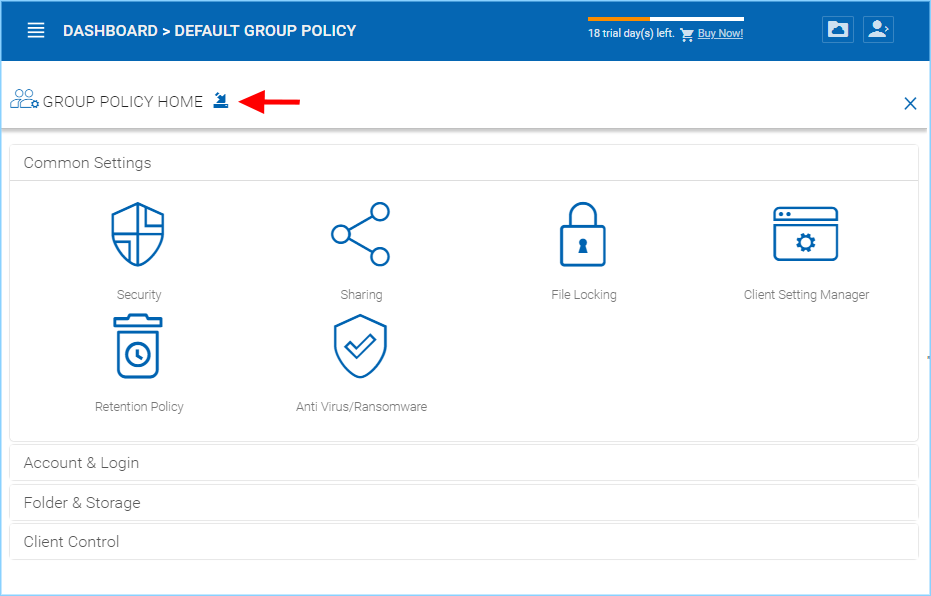 DASHBOARD > DEFAULT GROUP POLICY
18 trial day(s) left. Buy Now!
GROUP POLICY HOME
Common Settings
Security Sharing File Locking Client Setting Manager
Retention Policy Anti Virus/Ransomware
Account & Login
Folder & Storage
Client Control